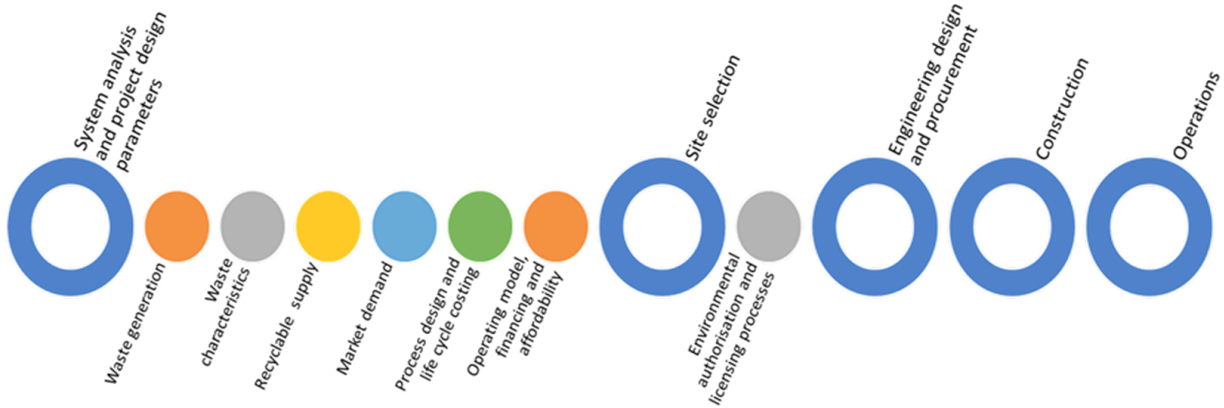 System analysis
and project design
parameters
Waste generation
Waste
characteristics
Recyclable supply
Market demand
Process design and
life cycle costing
Operating model,
financing and
affordability
Site selection
Environmental
authorisation and
licensing processes
Engineering design
and procurement
Construction
Operations